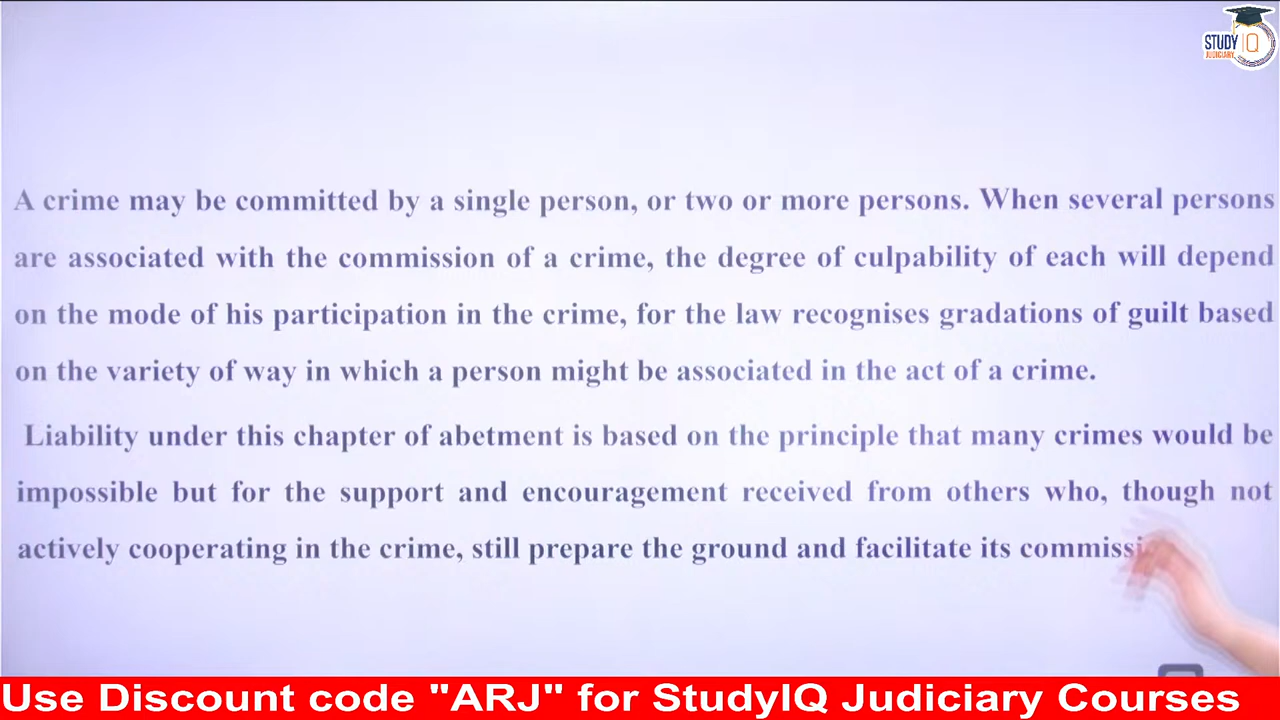 STUDY IQ
JUDICIARY
A crime may be committed by a single person, or two or more persons. When several persons
are associated with the commission of a crime, the degree of culpability of each will depend
on the mode of his participation in the crime, for the law recognises gradations of guilt based
on the variety of way in which a person might be associated in the act of a crime.
Liability under this chapter of abetment is based on the principle that many crimes would be
impossible but for the support and encouragement received from others who, though not
actively cooperating in the crime, still prepare the ground and facilitate its
Use Discount code "ARJ" for StudyIQ Judiciary Courses